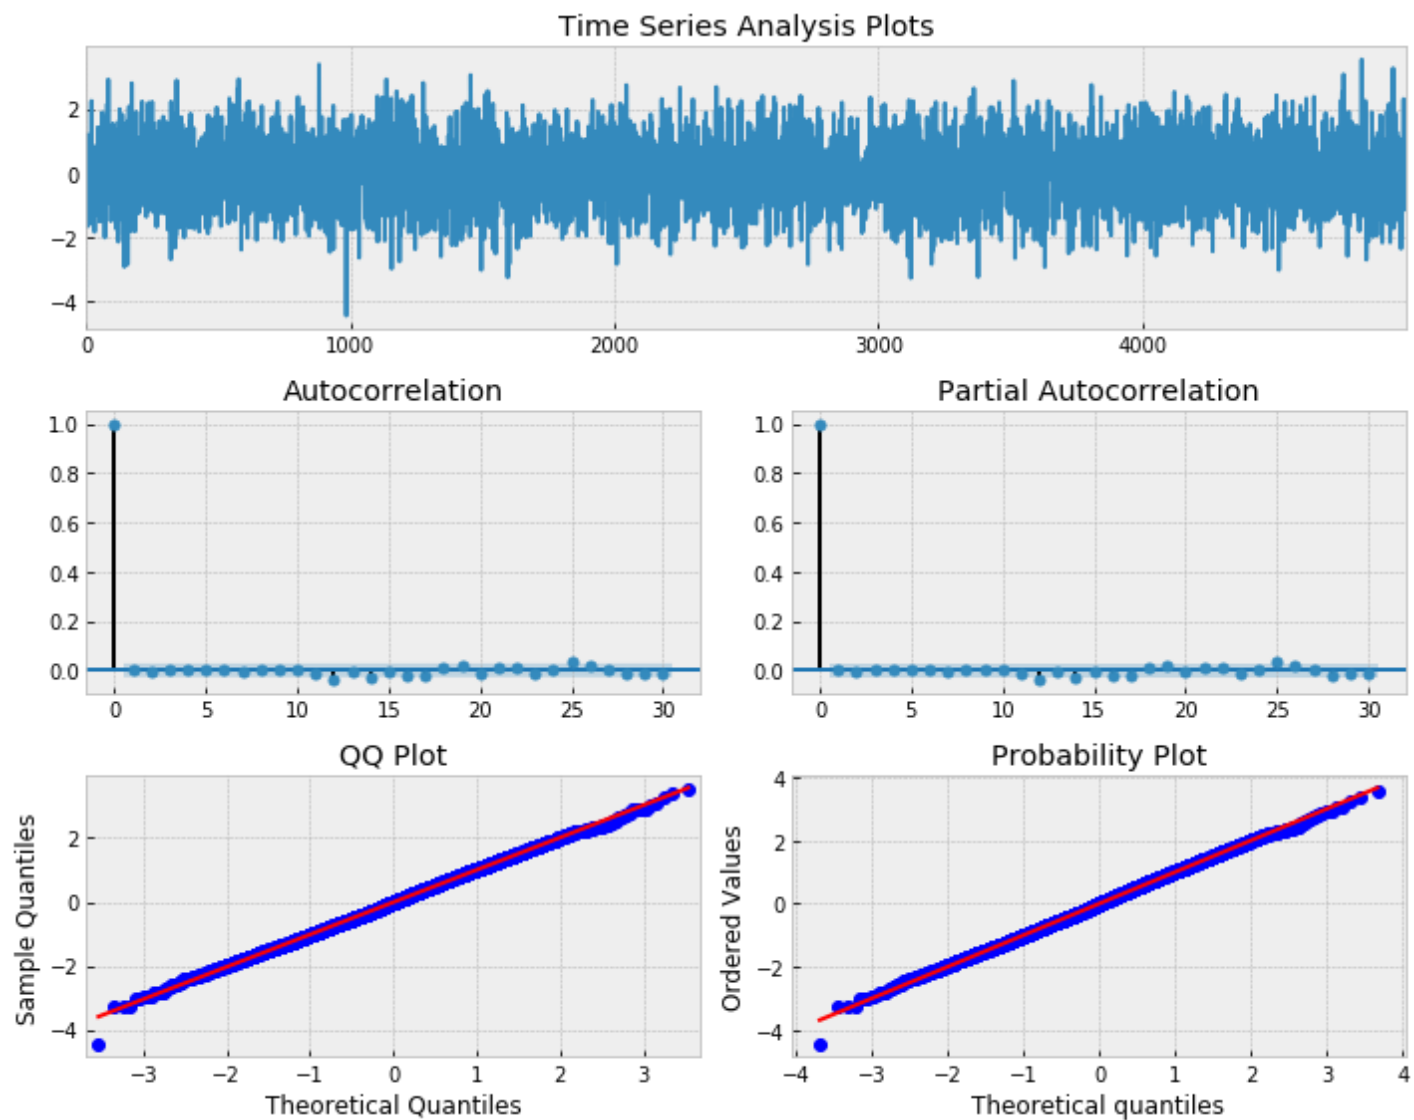 Time Series Analysis Plots
2
0
−2
−4
0 1000 2000 3000 4000
Autocorrelation
1.0
0.8
0.6
0.4
0.2
0.0
0 5 10 15 20 25 30
Partial Autocorrelation
1.0
0.8
0.6
0.4
0.2
0.0
0 5 10 15 20 25 30
QQ Plot
Sample Quantiles
2
0
−2
−4
−3 −2 −1 0 1 2 3
Theoretical Quantiles
Probability Plot
Ordered Values
4
2
0
−2
−4
−4 −3 −2 −1 0 1 2 3 4
Theoretical quantiles